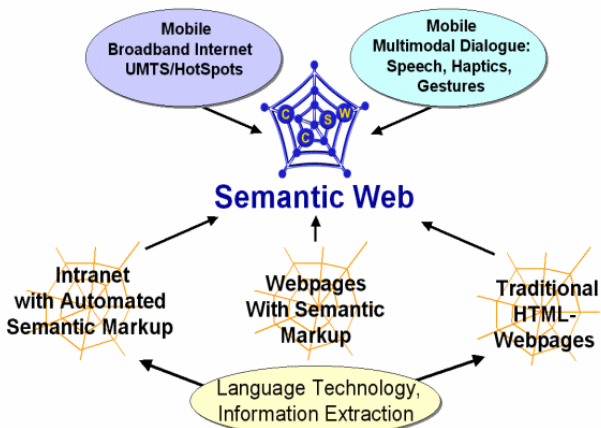 Mobile
Broadband Internet
UMTS/HotSpots
Mobile
Multimodal Dialogue:
Speech, Haptics,
Gestures
C S W
C
Semantic Web
Intranet
with Automated
Semantic Markup
Webpages
With Semantic
Markup
Traditional
HTML-
Webpages
Language Technology,
Information Extraction